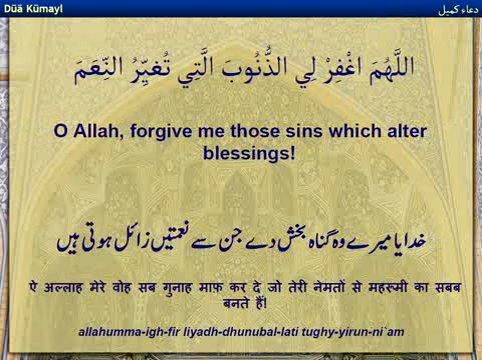 Dūā Kūmayl
دعاء كميل
اللَّهُمَ اغْفِرْ لِي الذُّنُوبَ الَّتِي تُغَيِّرُ النِّعَمَ
O Allah, forgive me those sins which alter
blessings!
خدایا میرے وہ گناہ بخش دے جن سے نعمتیں زائل ہوتی ہیں
ऐ अल्लाह मेरे वोह सब गुनाह माफ़ कर दे जो तेरी नेमतों से महरूमी का सबब
बनते हैं!
allahumma-igh-fir liyadh-dhunubal-lati tughy-yirun-ni`am